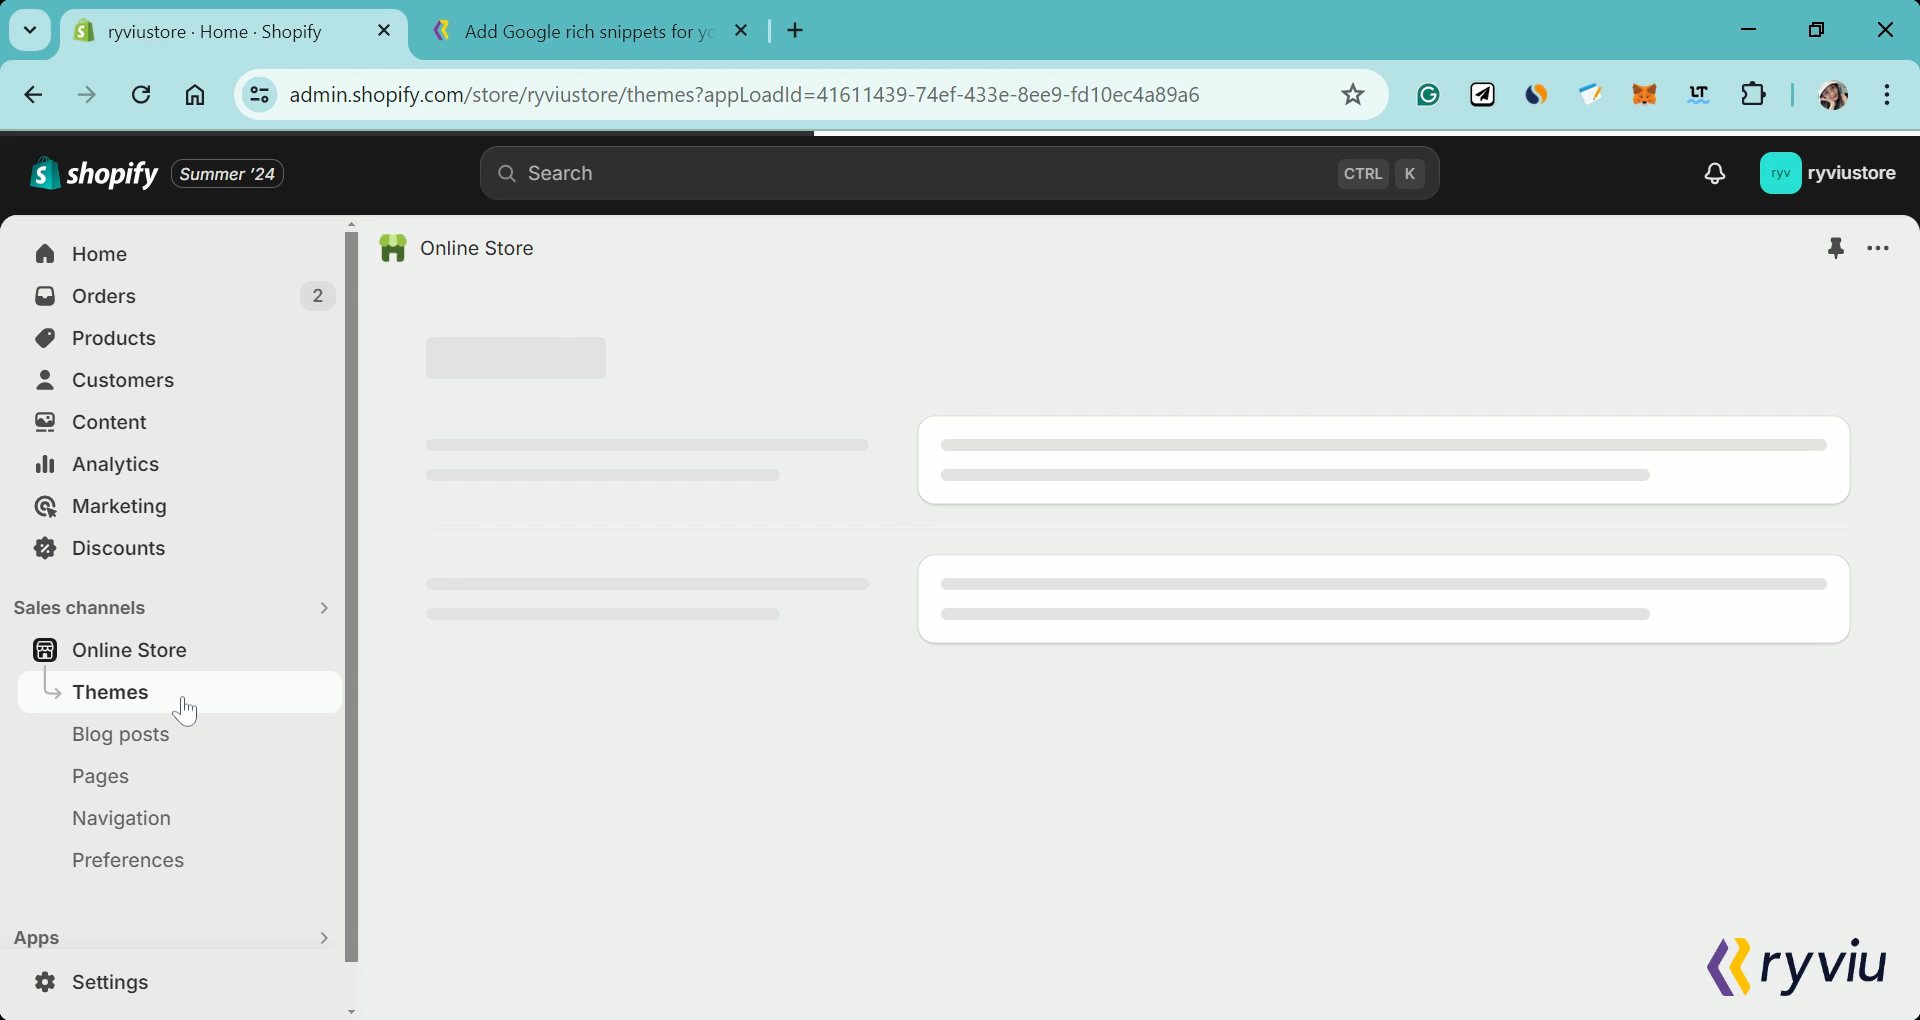 ryviustore · Home · Shopify
Add Google rich snippets for yo
admin.shopify.com/store/ryviustore/themes?appLoadId=41611439-74ef-433e-8ee9-fd10ec4a89a6
shopify
Summer '24
Search
CTRL K
ryv
ryviustore
Home
Orders 2
Products
Customers
Content
Analytics
Marketing
Discounts
Sales channels
Online Store
Themes
Blog posts
Pages
Navigation
Preferences
Apps
Settings
Online Store
ryviu